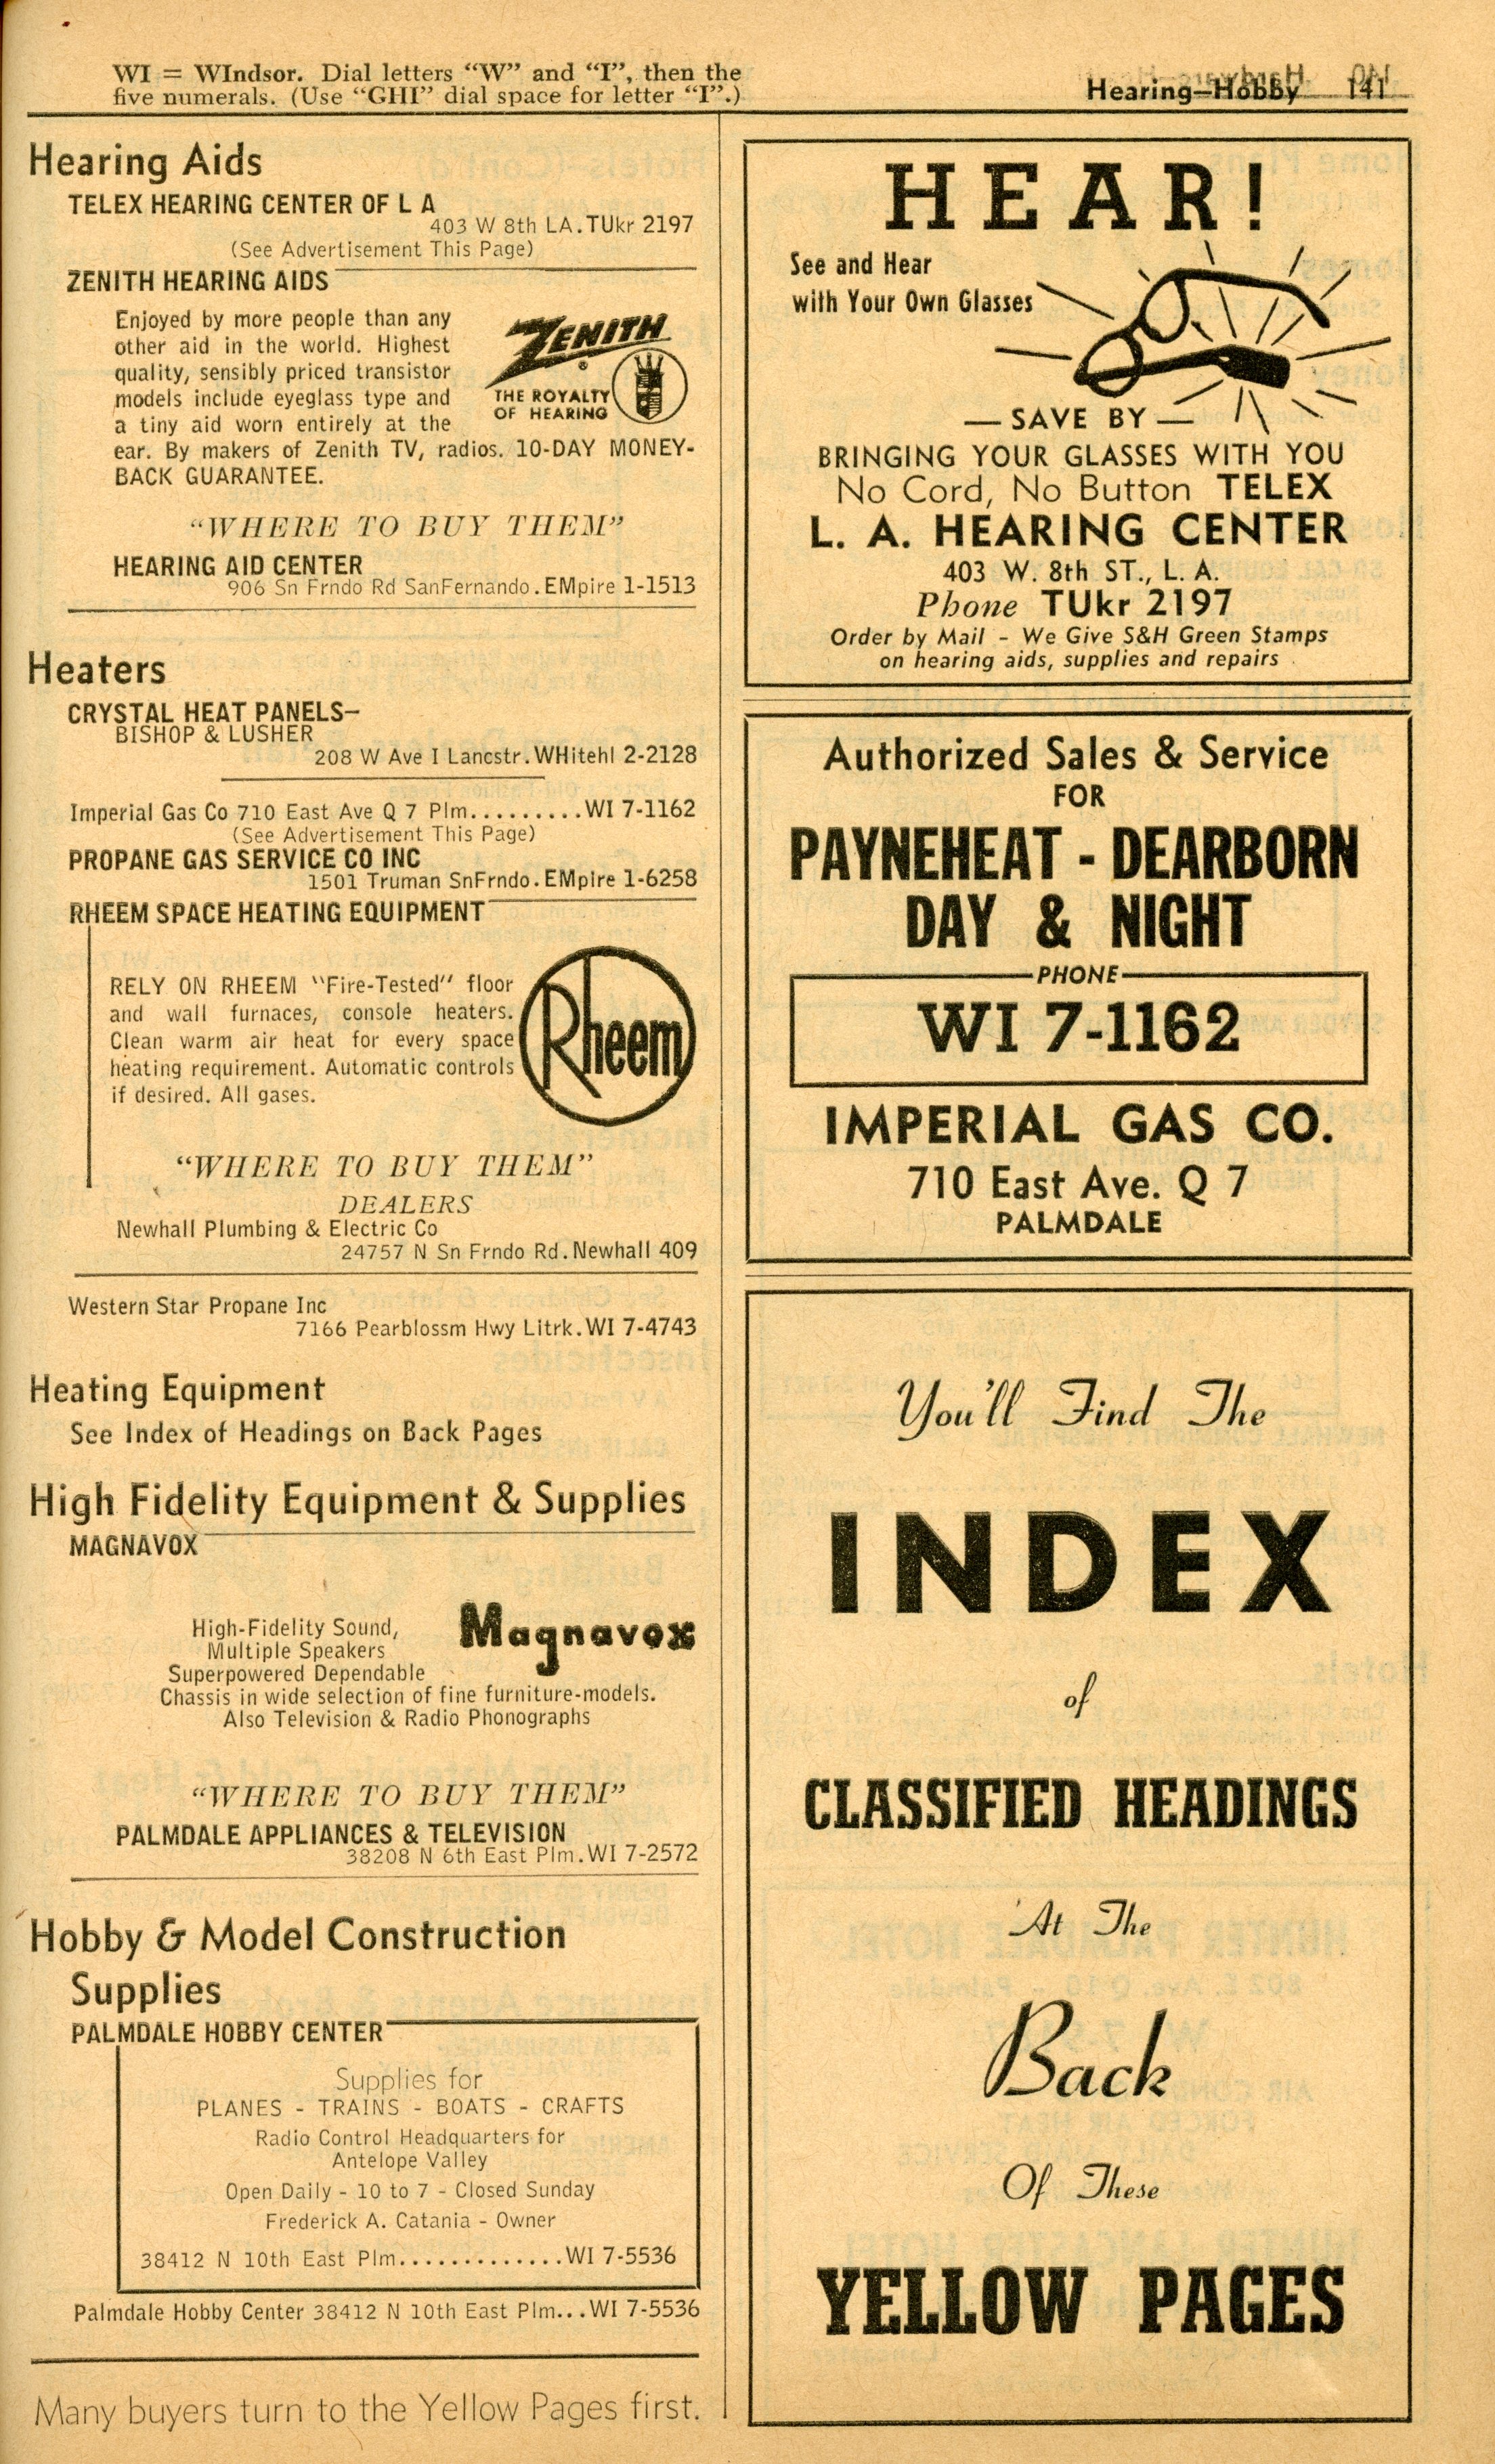 WI = WIndsor. Dial letters “W” and “I”, then the
five numerals. (Use “GHI” dial space for letter “I”.)
Hearing—Hobby 141
Hearing Aids
TELEX HEARING CENTER OF L A
403 W 8th LA.TUkr 2197
(See Advertisement This Page)
ZENITH HEARING AIDS
Enjoyed by more people than any
other aid in the world. Highest
quality, sensibly priced transistor
models include eyeglass type and
a tiny aid worn entirely at the
ear. By makers of Zenith TV, radios. 10-DAY MONEY-
BACK GUARANTEE.
ZENITH
THE ROYALTY
OF HEARING
“WHERE TO BUY THEM”
HEARING AID CENTER
906 Sn Frndo Rd SanFernando.EMpire 1-1513
Heaters
CRYSTAL HEAT PANELS—
BISHOP & LUSHER
208 W Ave I Lancstr.WHitehl 2-2128
Imperial Gas Co 710 East Ave Q 7 Plm.........WI 7-1162
(See Advertisement This Page)
PROPANE GAS SERVICE CO INC
1501 Truman SnFrndo.EMpire 1-6258
RHEEM SPACE HEATING EQUIPMENT
RELY ON RHEEM “Fire-Tested” floor
and wall furnaces, console heaters.
Clean warm air heat for every space
heating requirement. Automatic controls
if desired. All gases.
Rheem
“WHERE TO BUY THEM”
DEALERS
Newhall Plumbing & Electric Co
24757 N Sn Frndo Rd.Newhall 409
Western Star Propane Inc
7166 Pearblossm Hwy Litrk.WI 7-4743
Heating Equipment
See Index of Headings on Back Pages
High Fidelity Equipment & Supplies
MAGNAVOX
High-Fidelity Sound,
Multiple Speakers
Superpowered Dependable
Chassis in wide selection of fine furniture-models.
Also Television & Radio Phonographs
Magnavox
“WHERE TO BUY THEM”
PALMDALE APPLIANCES & TELEVISION
38208 N 6th East Plm.WI 7-2572
Hobby & Model Construction
Supplies
PALMDALE HOBBY CENTER
Supplies for
PLANES - TRAINS - BOATS - CRAFTS
Radio Control Headquarters for
Antelope Valley
Open Daily - 10 to 7 - Closed Sunday
Frederick A. Catania - Owner
38412 N 10th East Plm.............WI 7-5536
Palmdale Hobby Center 38412 N 10th East Plm...WI 7-5536
Many buyers turn to the Yellow Pages first.
HEAR!
See and Hear
with Your Own Glasses
— SAVE BY —
BRINGING YOUR GLASSES WITH YOU
No Cord, No Button TELEX
L. A. HEARING CENTER
403 W. 8th ST., L. A.
Phone TUkr 2197
Order by Mail - We Give S&H Green Stamps
on hearing aids, supplies and repairs
Authorized Sales & Service
FOR
PAYNEHEAT - DEARBORN
DAY & NIGHT
PHONE
WI 7-1162
IMPERIAL GAS CO.
710 East Ave. Q 7
PALMDALE
You'll Find The
INDEX
of
CLASSIFIED HEADINGS
At The
Back
Of These
YELLOW PAGES